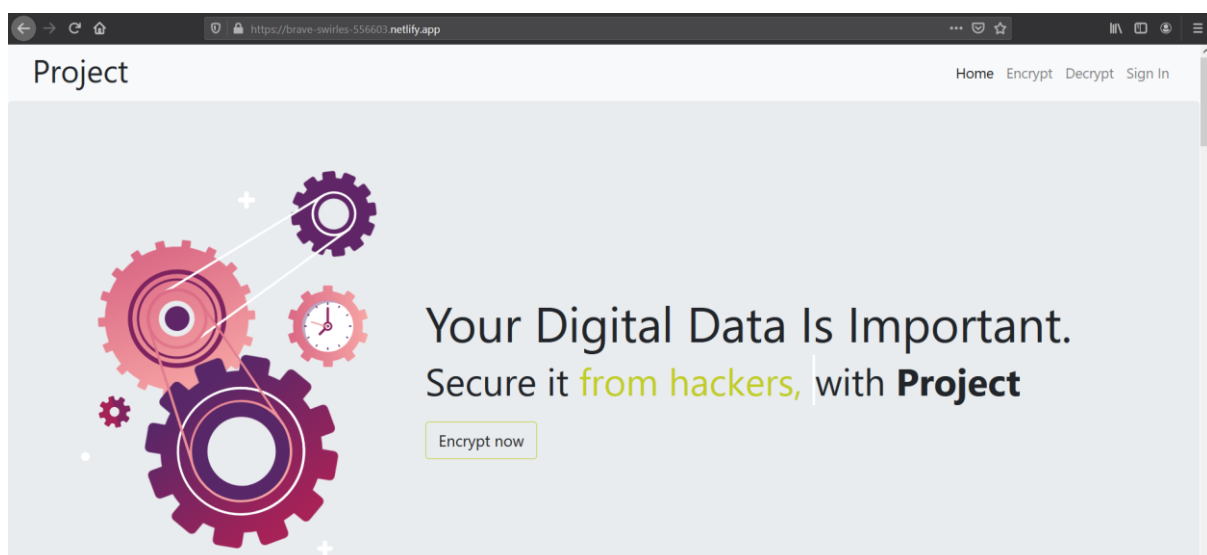 https://brave-swirles-556603.netlify.app
Project
Home Encrypt Decrypt Sign In
Your Digital Data Is Important.
Secure it from hackers, with Project
Encrypt now